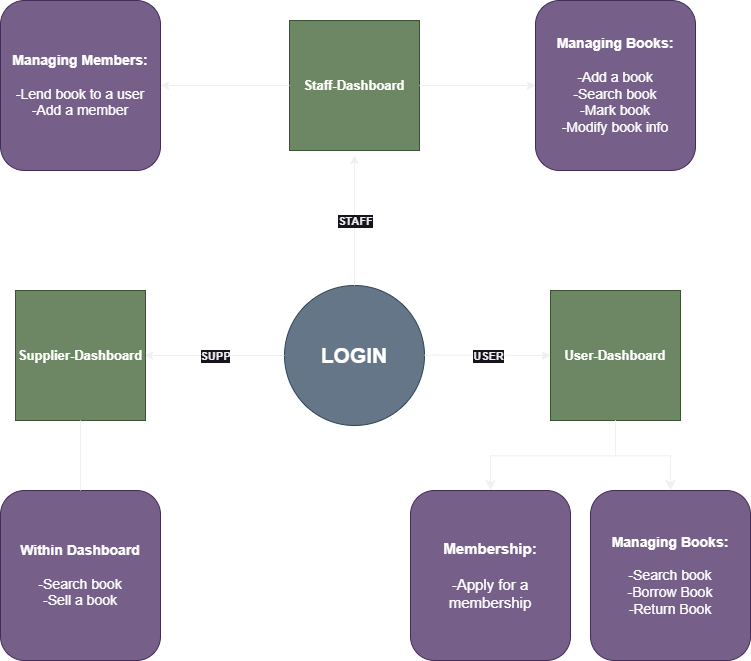 Managing Members:
-Lend book to a user
-Add a member
Staff-Dashboard
Managing Books:
-Add a book
-Search book
-Mark book
-Modify book info
STAFF
Supplier-Dashboard
SUPP
LOGIN
USER
User-Dashboard
Within Dashboard
-Search book
-Sell a book
Membership:
-Apply for a
membership
Managing Books:
-Search book
-Borrow Book
-Return Book